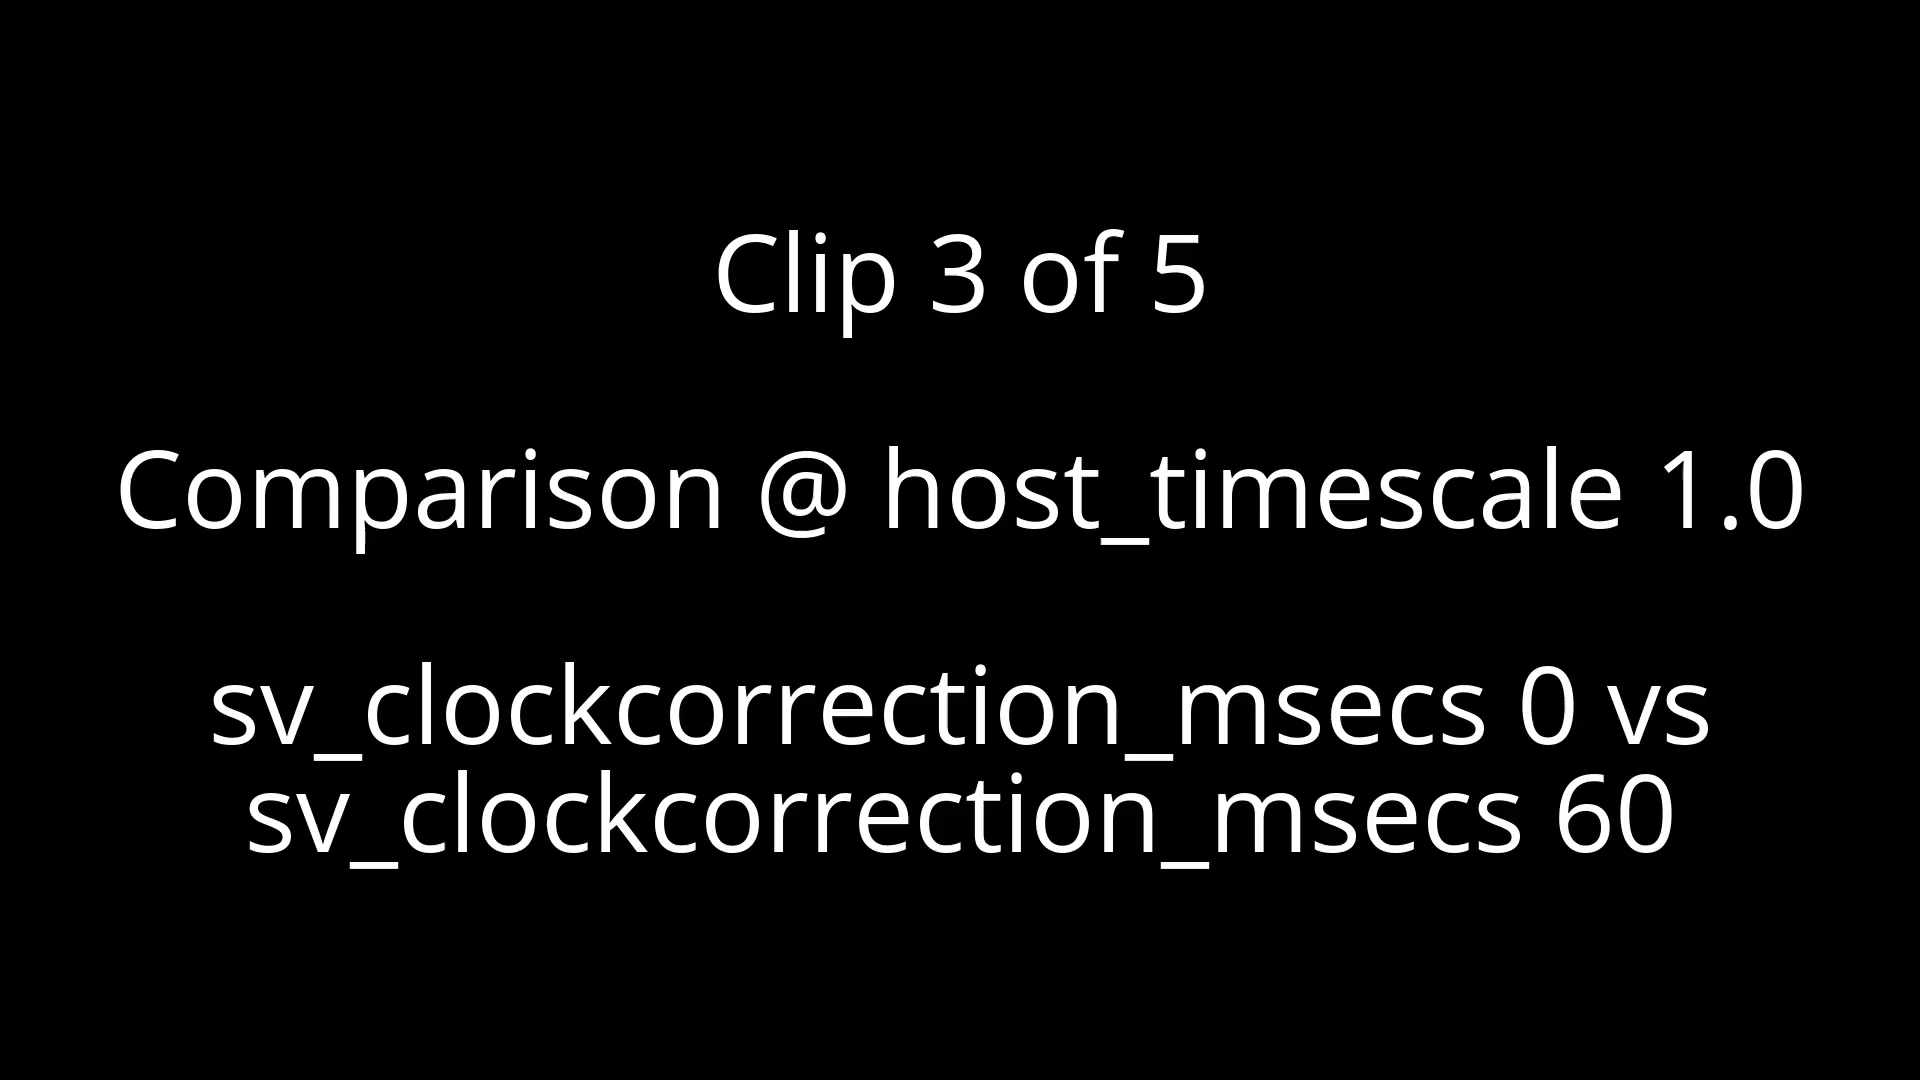 Clip 3 of 5
Comparison @ host_timescale 1.0
sv_clockcorrection_msecs 0 vs
sv_clockcorrection_msecs 60